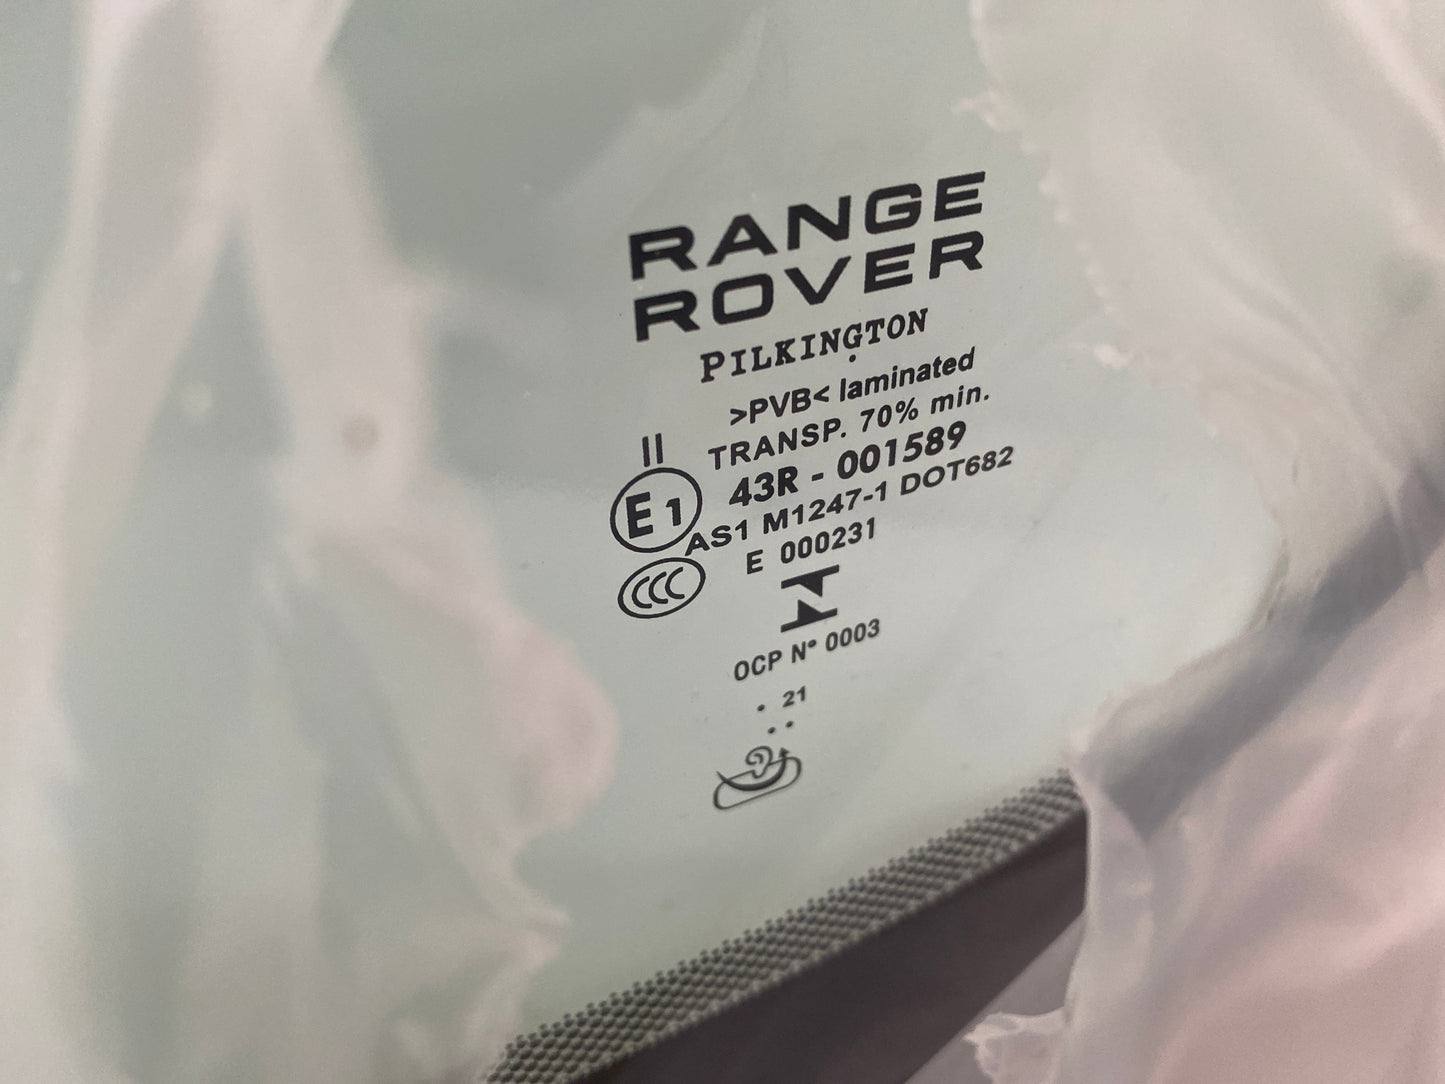 RANGE
ROVER
PILKINGTON
>PVB< laminated
TRANSP. 70% min.
II
E1
43R - 001589
AS1 M1247-1 DOT682
E 000231
CCC
OCP Nº 0003
. 21
..